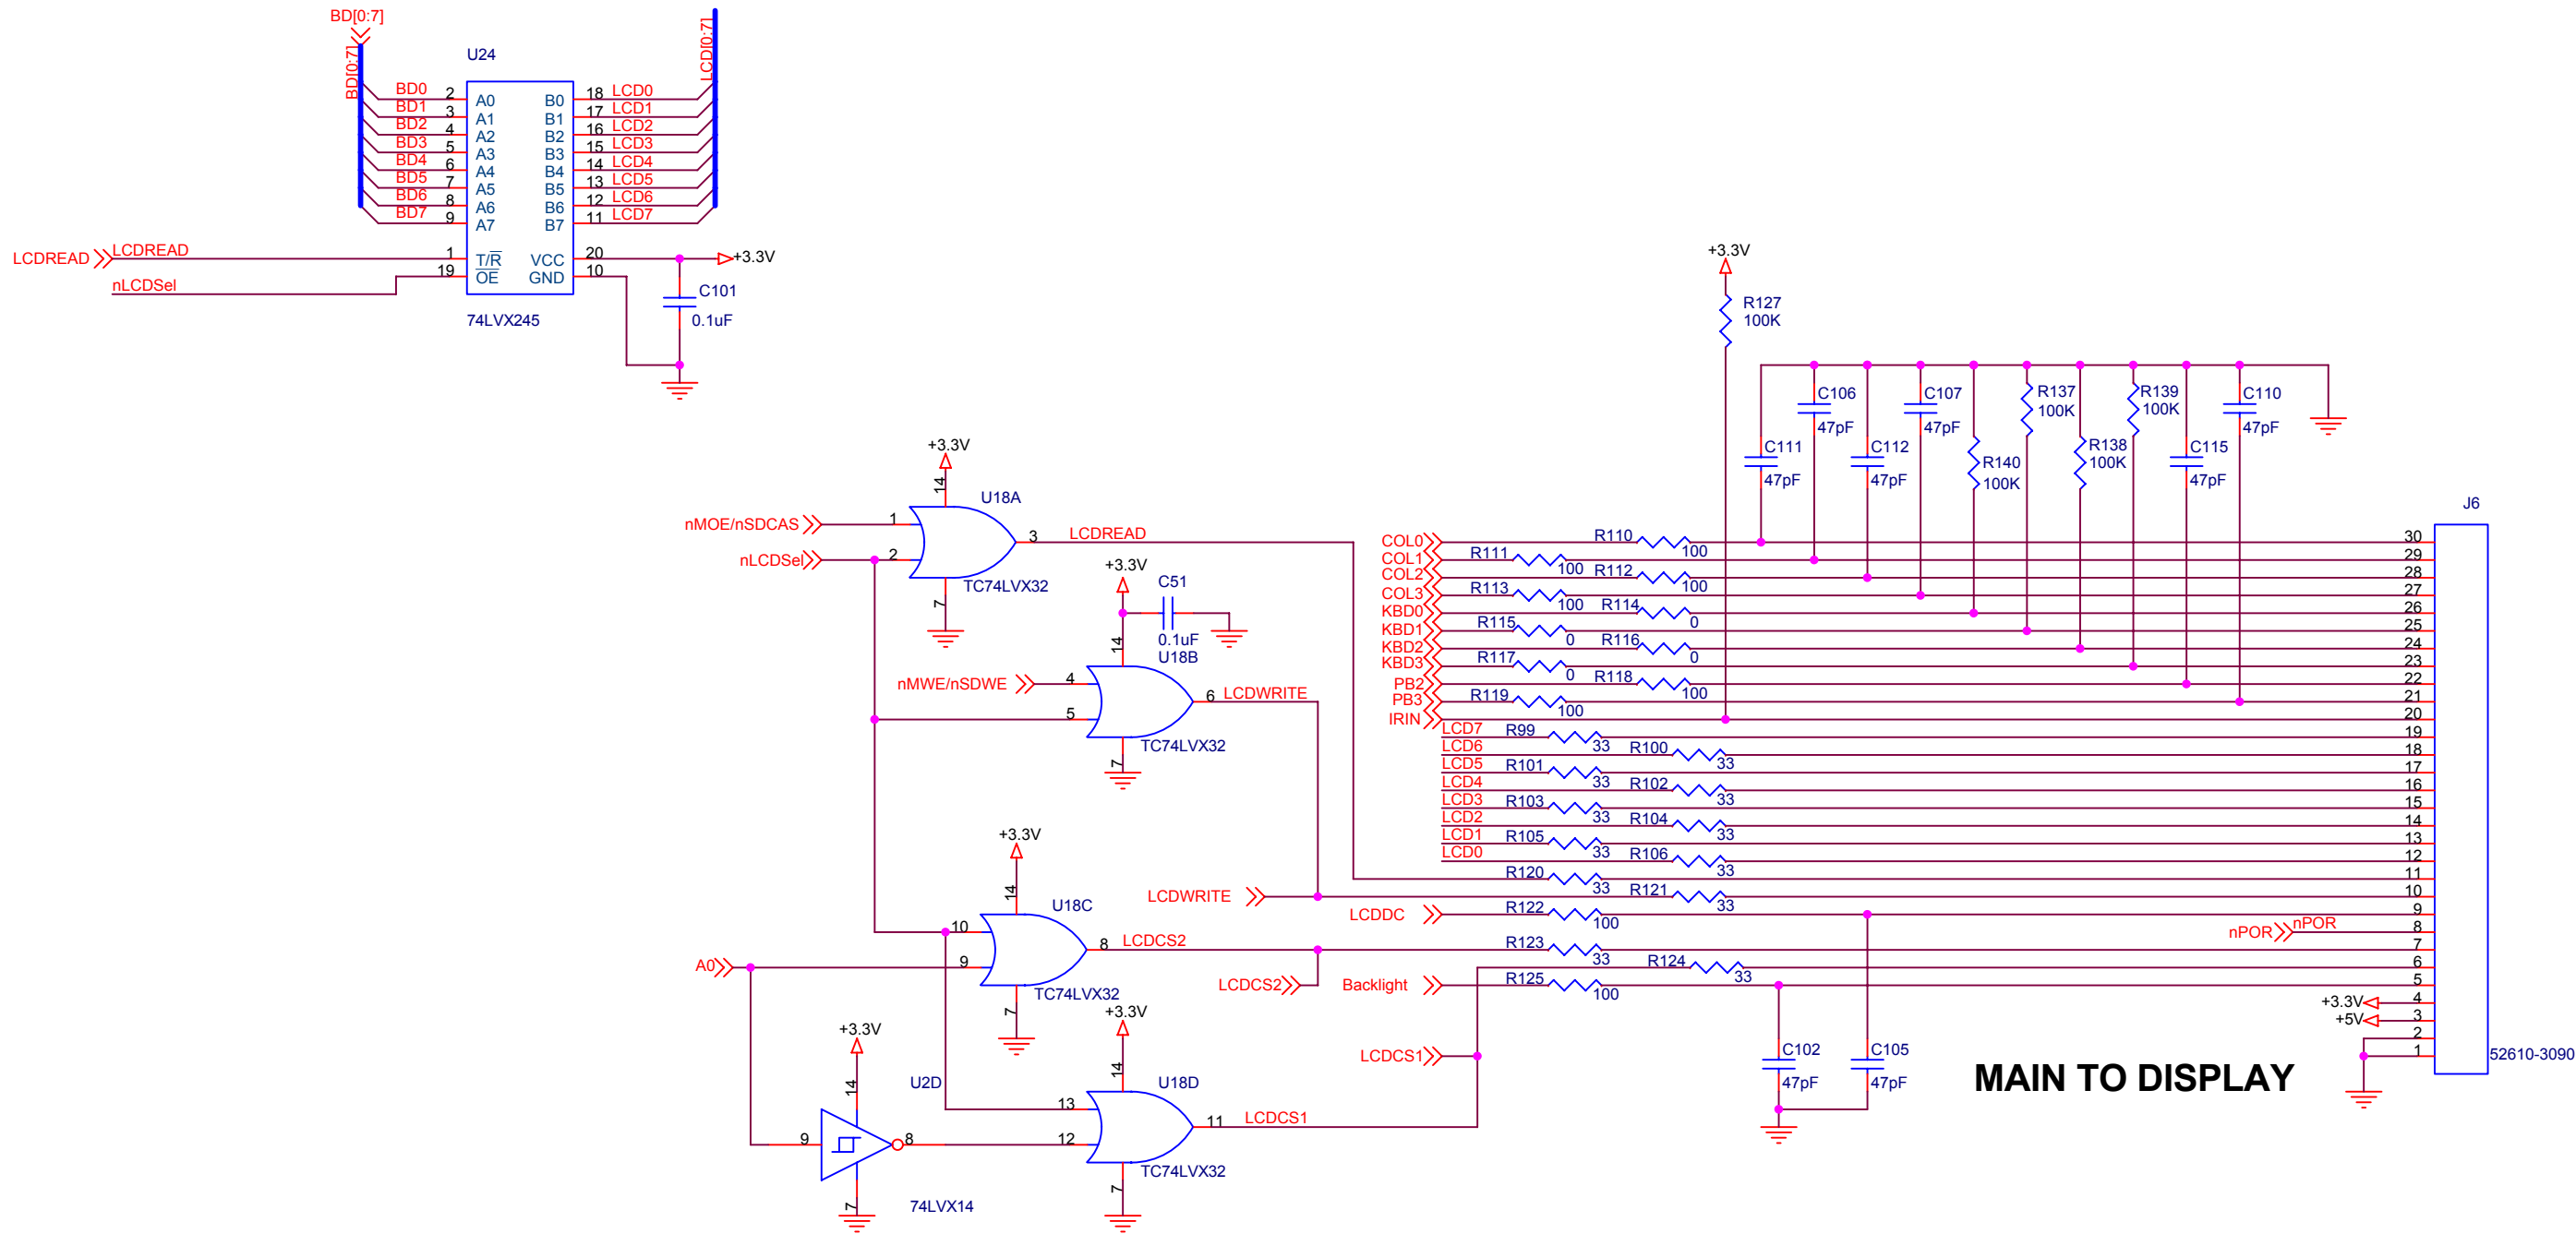 BD[0:7]
BD[0:7]
LCD[0:7]
U24
BD0 2 A0 B0 18 LCD0
BD1 3 A1 B1 17 LCD1
BD2 4 A2 B2 16 LCD2
BD3 5 A3 B3 15 LCD3
BD4 6 A4 B4 14 LCD4
BD5 7 A5 B5 13 LCD5
BD6 8 A6 B6 12 LCD6
BD7 9 A7 B7 11 LCD7
LCDREAD LCDREAD 1 T/R VCC 20 +3.3V
nLCDSel 19 OE GND 10
C101
0.1uF
74LVX245
+3.3V
R127
100K
C106
47pF
C107
47pF
R137
100K
R139
100K
C110
47pF
C111
47pF
C112
47pF
R140
100K
R138
100K
C115
47pF
+3.3V
14
U18A
nMOE/nSDCAS 1
nLCDSel 2
3 LCDREAD
TC74LVX32
7
+3.3V
C51
0.1uF
14
U18B
nMWE/nSDWE 4
5
6 LCDWRITE
TC74LVX32
7
J6
COL0 R110 100 30
COL1 R111 100 29
COL2 R112 100 28
COL3 R113 100 27
KBD0 R114 0 26
KBD1 R115 0 25
KBD2 R116 0 24
KBD3 R117 0 23
PB2 R118 100 22
PB3 R119 100 21
IRIN 20
LCD7 R99 33 19
LCD6 R100 33 18
LCD5 R101 33 17
LCD4 R102 33 16
LCD3 R103 33 15
LCD2 R104 33 14
LCD1 R105 33 13
LCD0 R106 33 12
R120 33 11
LCDWRITE R121 33 10
LCDDC R122 100 9
nPOR nPOR 8
R123 33 7
R124 33 6
Backlight R125 100 5
+3.3V 4
+5V 3
2
1
52610-3090
+3.3V
14
U18C
10
A0 9
8 LCDCS2
TC74LVX32
7
LCDCS2
LCDCS1
+3.3V
14
U2D
9
8
7
74LVX14
+3.3V
14
U18D
13
12
11 LCDCS1
TC74LVX32
7
C102
47pF
C105
47pF
MAIN TO DISPLAY